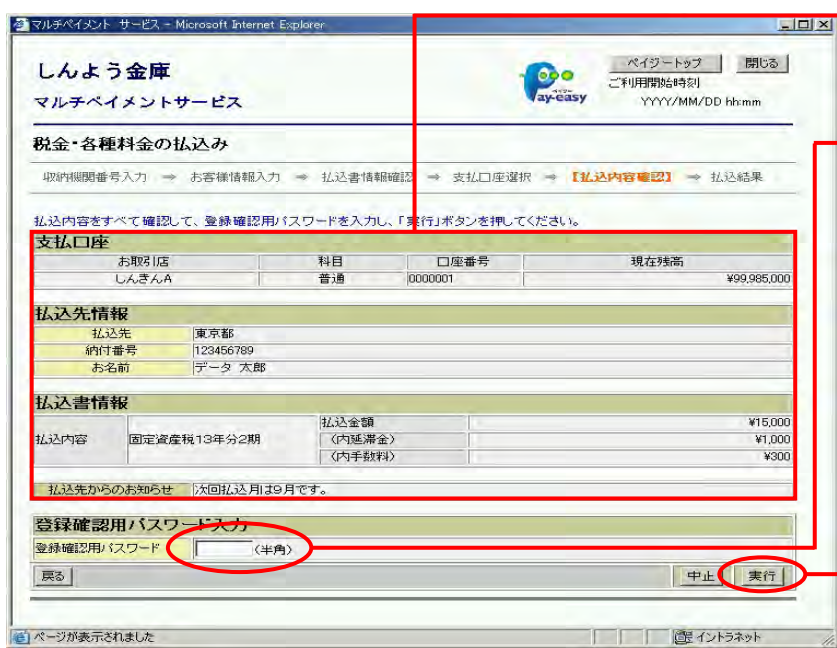 マルチペイメント サービス - Microsoft Internet Explorer
しんよう金庫
マルチペイメントサービス
Pay-easy
ペイジートップ 閉じる
ご利用開始時刻
YYYY/MM/DD hh:mm
税金・各種料金の払込み
収納機関番号入力 ⇒ お客様情報入力 ⇒ 払込書情報確認 ⇒ 支払口座選択 ⇒ 【払込内容確認】 ⇒ 払込結果
払込内容をすべて確認して、登録確認用パスワードを入力し、「実行」ボタンを押してください。
支払口座
お取引店 科目 口座番号 現在残高
しんきんA 普通 0000001 ¥99,985,000
払込先情報
払込先 東京都
納付番号 123456789
お名前 データ 太郎
払込書情報
払込内容 固定資産税13年分2期 払込金額 ¥15,000
(内延滞金) ¥1,000
(内手数料) ¥300
払込先からのお知らせ 次回払込月は9月です。
登録確認用パスワード入力
登録確認用パスワード (半角)
戻る 中止 実行
ページが表示されました イントラネット